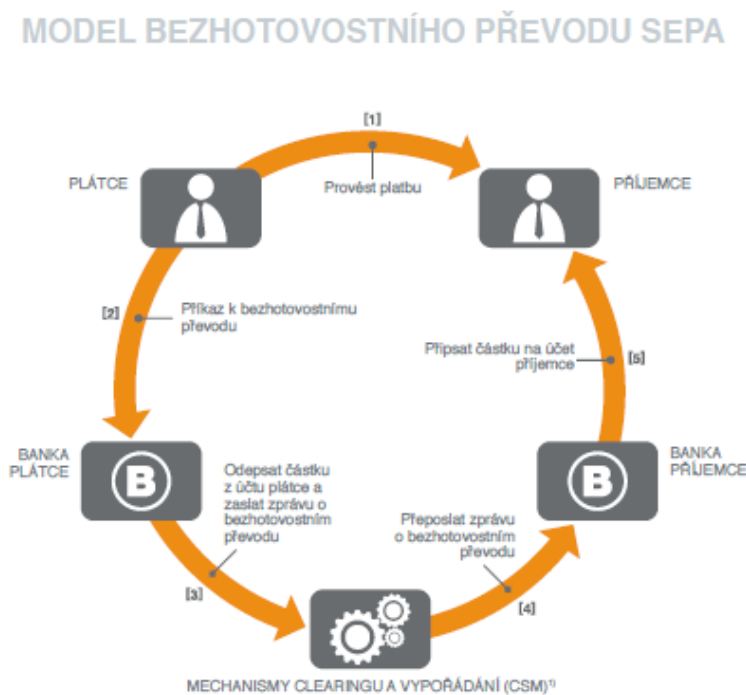 MODEL BEZHOTOVOSTNÍHO PŘEVODU SEPA
[1]
PLÁTCE
Provést platbu
PŘÍJEMCE
[2]
Příkaz k bezhotovostnímu
převodu
Připsat částku na účet
příjemce
[5]
BANKA
PLÁTCE
B
Odepsat částku
z účtu plátce a
zaslat zprávu o
bezhotovostním
převodu
Přeposlat zprávu
o bezhotovostním
převodu
B
BANKA
PŘÍJEMCE
[3]
[4]
MECHANISMY CLEARINGU A VYPOŘÁDÁNÍ (CSM)¹⁾